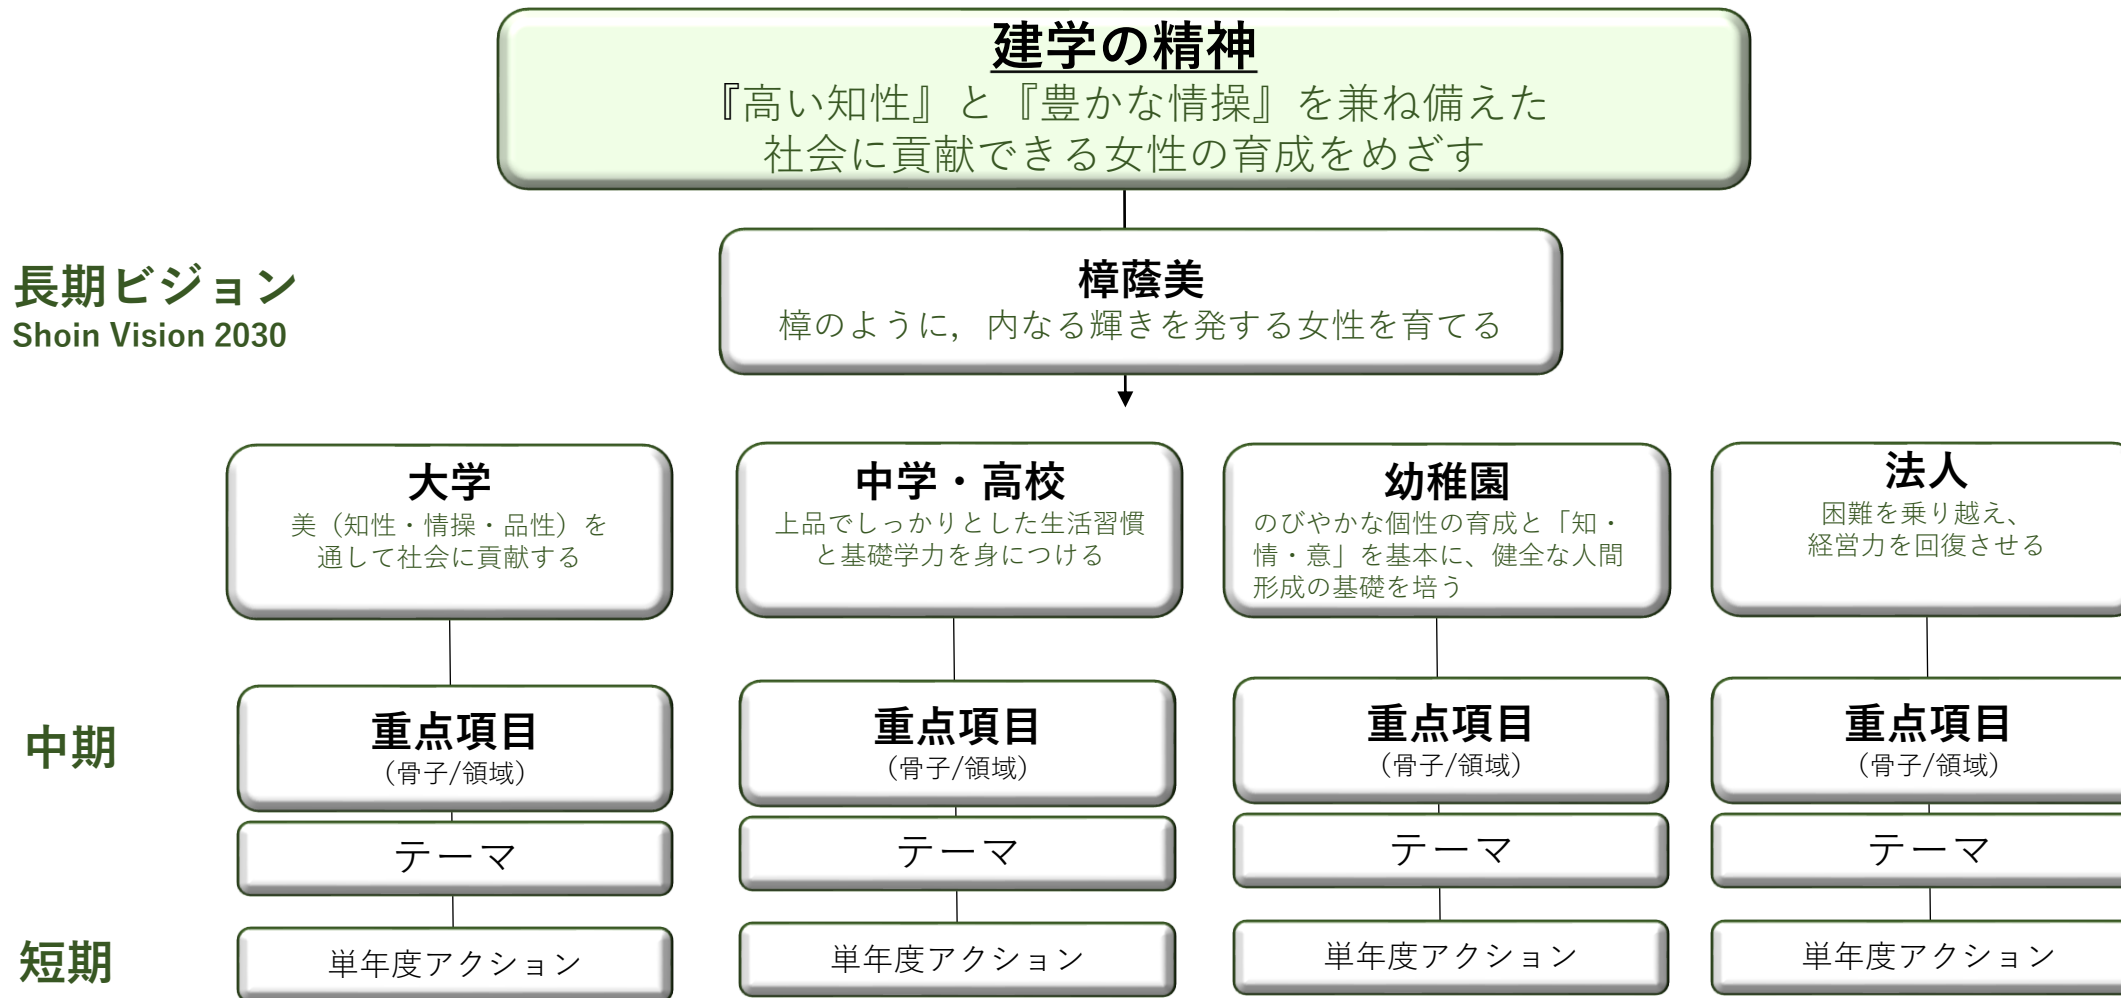 建学の精神
『高い知性』と『豊かな情操』を兼ね備えた
社会に貢献できる女性の育成をめざす
長期ビジョン
Shoin Vision 2030
樟蔭美
樟のように，内なる輝きを発する女性を育てる
大学
美（知性・情操・品性）を
通して社会に貢献する
中学・高校
上品でしっかりとした生活習慣
と基礎学力を身につける
幼稚園
のびやかな個性の育成と「知・
情・意」を基本に、健全な人間
形成の基礎を培う
法人
困難を乗り越え、
経営力を回復させる
中期
重点項目
（骨子/領域）
重点項目
（骨子/領域）
重点項目
（骨子/領域）
重点項目
（骨子/領域）
テーマ
テーマ
テーマ
テーマ
短期
単年度アクション
単年度アクション
単年度アクション
単年度アクション